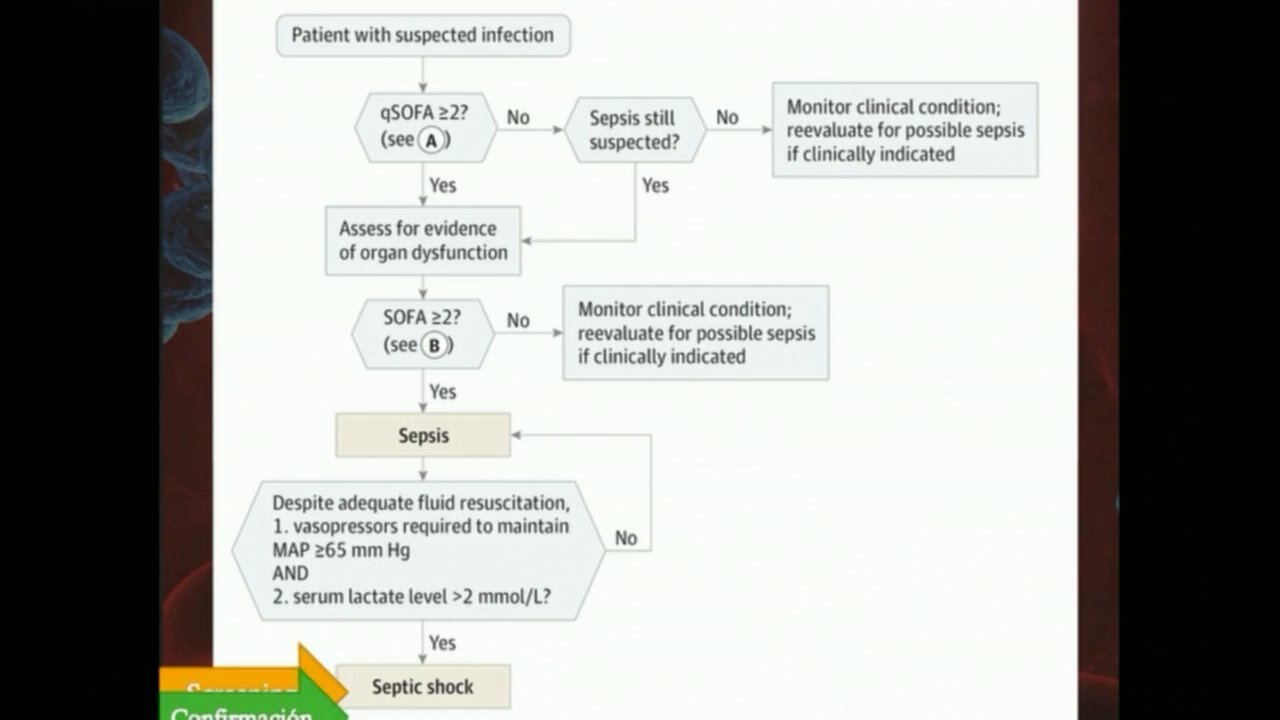 Patient with suspected infection
qSOFA ≥2?
(see A)
No
Sepsis still
suspected?
No
Monitor clinical condition;
reevaluate for possible sepsis
if clinically indicated
Yes
Yes
Assess for evidence
of organ dysfunction
SOFA ≥2?
(see B)
No
Monitor clinical condition;
reevaluate for possible sepsis
if clinically indicated
Yes
Sepsis
Despite adequate fluid resuscitation,
1. vasopressors required to maintain
MAP ≥65 mm Hg
AND
2. serum lactate level >2 mmol/L?
No
Yes
Septic shock
Screening
Confirmación